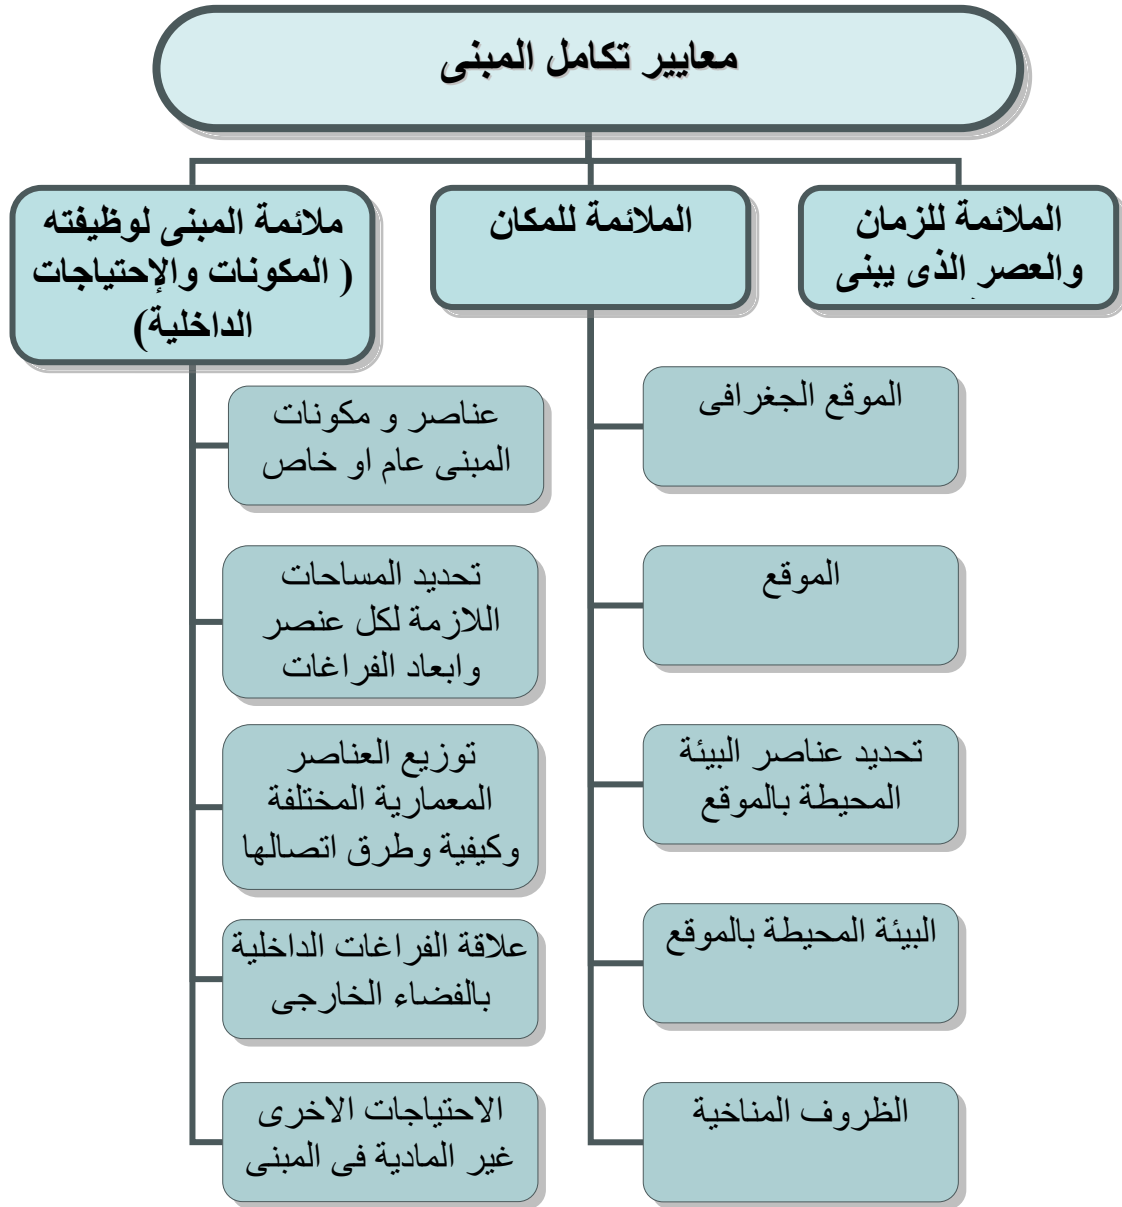 معايير تكامل المبنى
الملائمة للزمان
والعصر الذى يبنى
الملائمة للمكان
ملائمة المبنى لوظيفته
( المكونات والإحتياجات
الداخلية)
الموقع الجغرافى
الموقع
تحديد عناصر البيئة
المحيطة بالموقع
البيئة المحيطة بالموقع
الظروف المناخية
عناصر و مكونات
المبنى عام او خاص
تحديد المساحات
اللازمة لكل عنصر
وابعاد الفراغات
توزيع العناصر
المعمارية المختلفة
وكيفية وطرق اتصالها
علاقة الفراغات الداخلية
بالفضاء الخارجى
الاحتياجات الاخرى
غير المادية فى المبنى